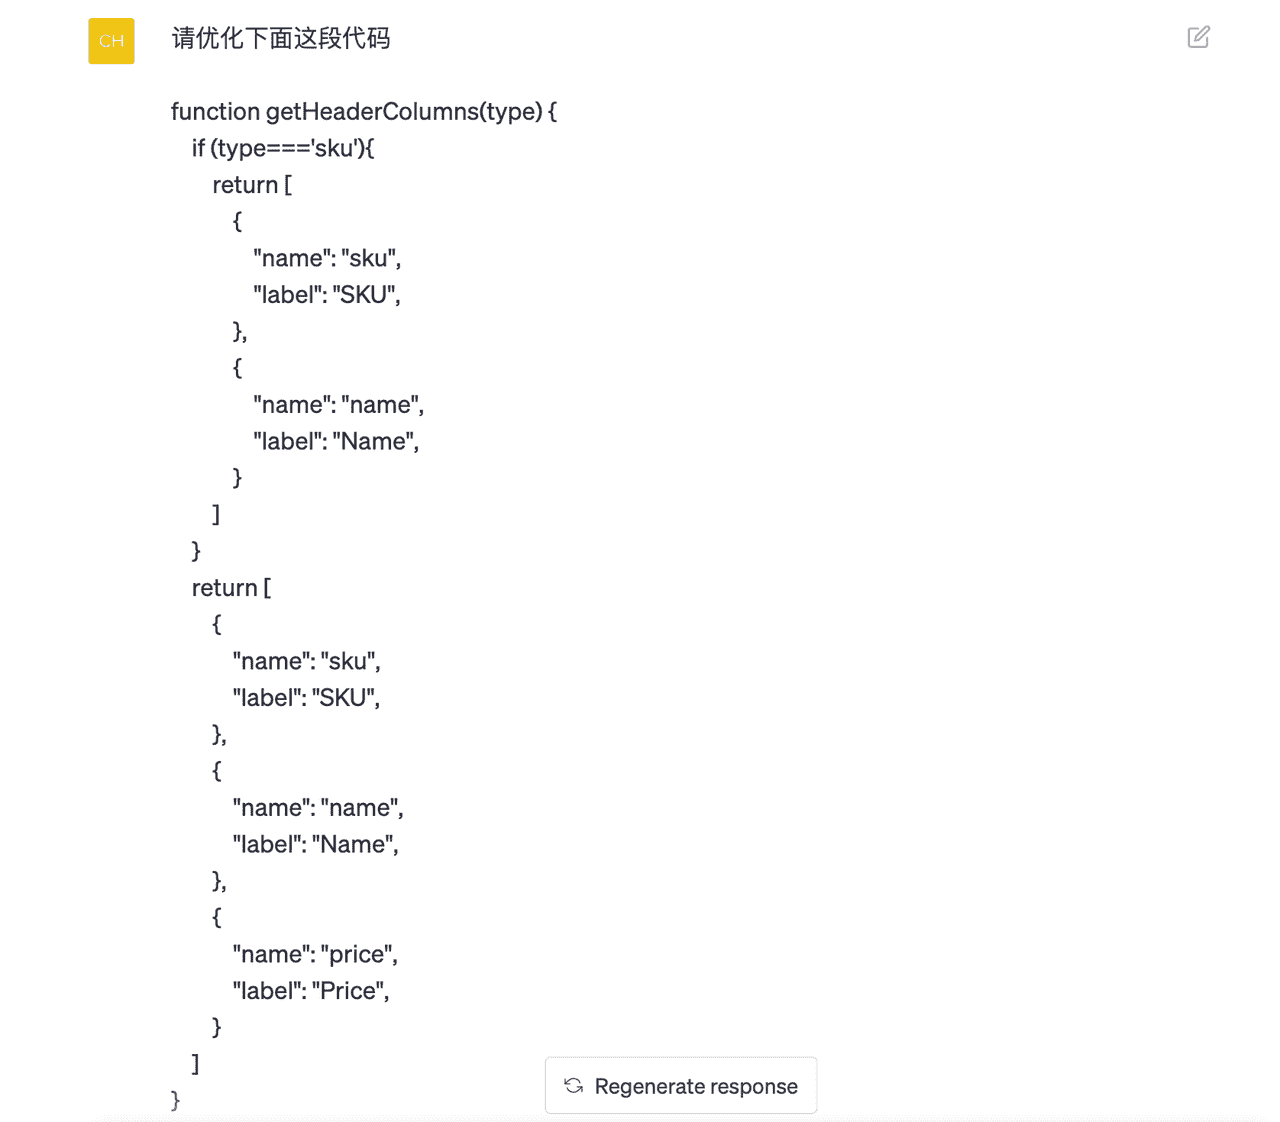 CH
请优化下面这段代码
function getHeaderColumns(type) {
if (type==='sku'){
return [
{
"name": "sku",
"label": "SKU",
},
{
"name": "name",
"label": "Name",
}
]
}
return [
{
"name": "sku",
"label": "SKU",
},
{
"name": "name",
"label": "Name",
},
{
"name": "price",
"label": "Price",
}
]
}
Regenerate response